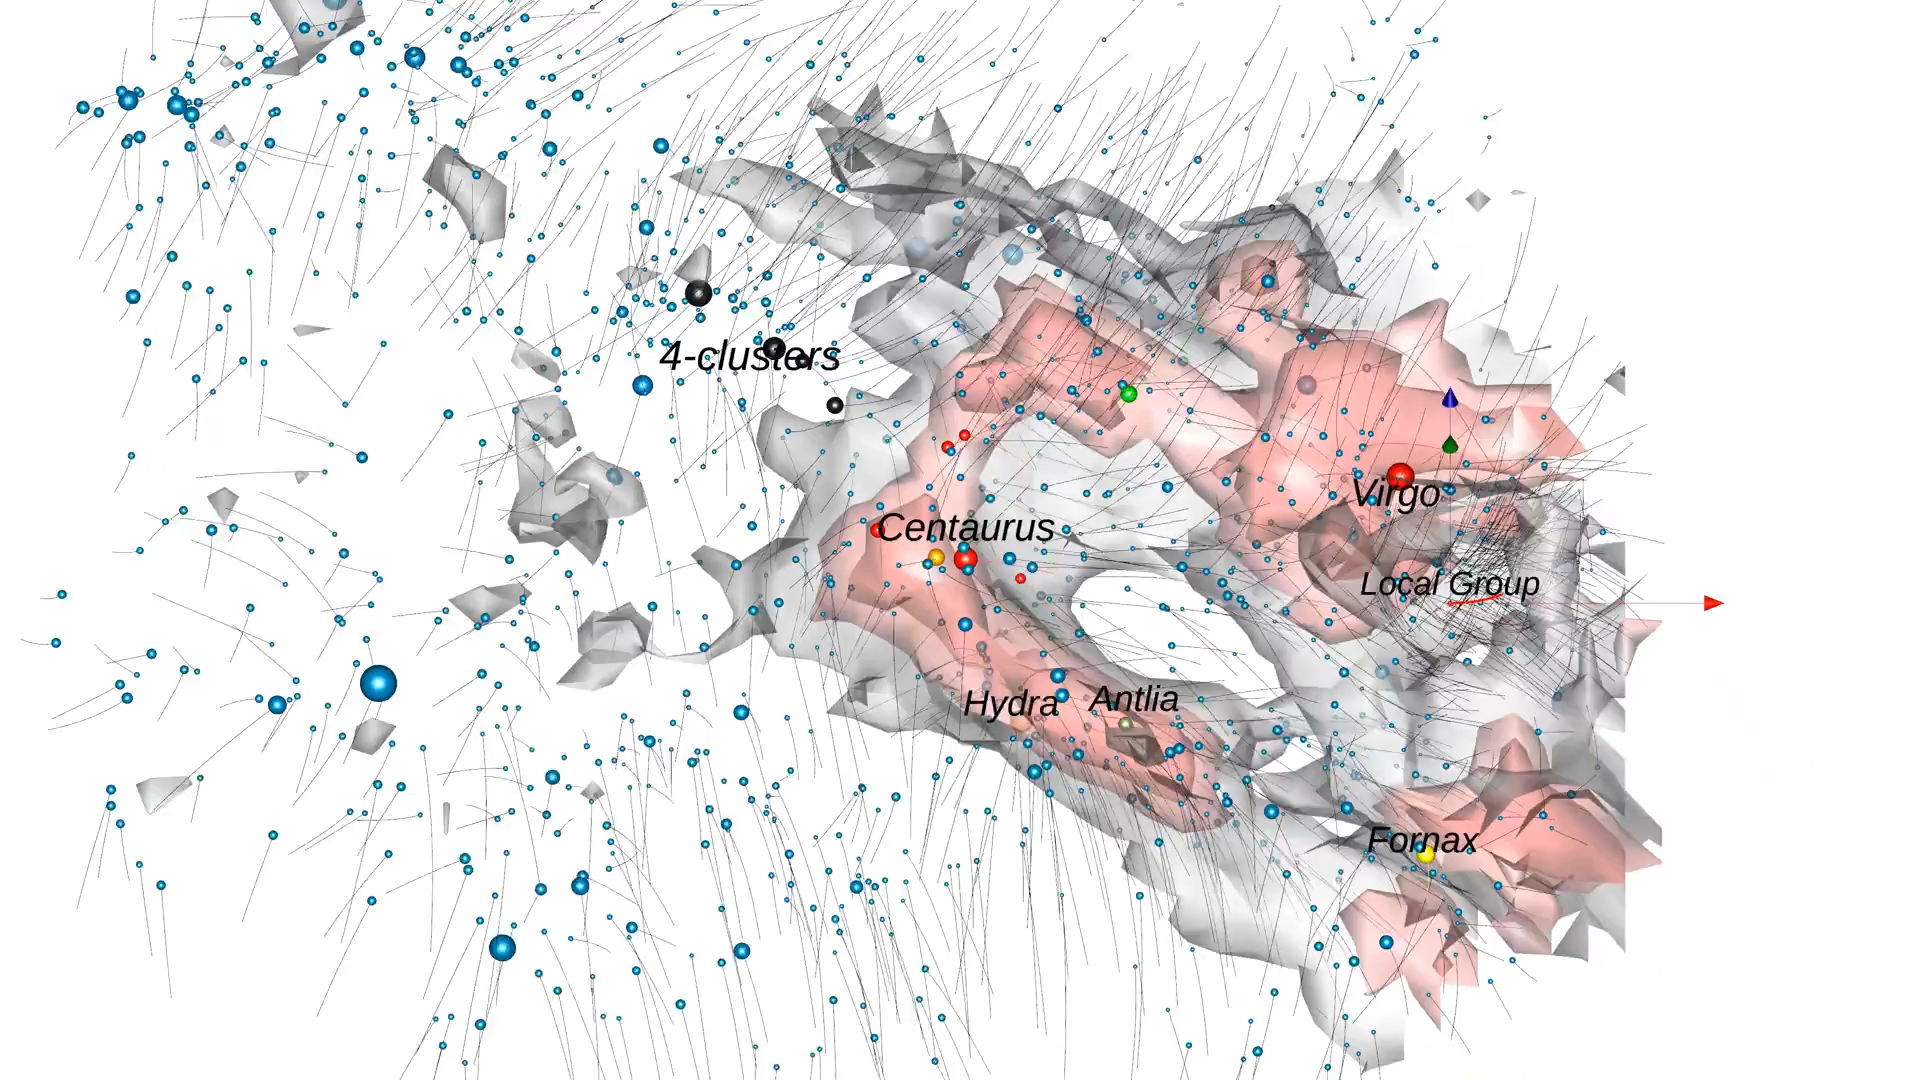 4-clusters
Virgo
Centaurus
Local Group
Hydra
Antlia
Fornax